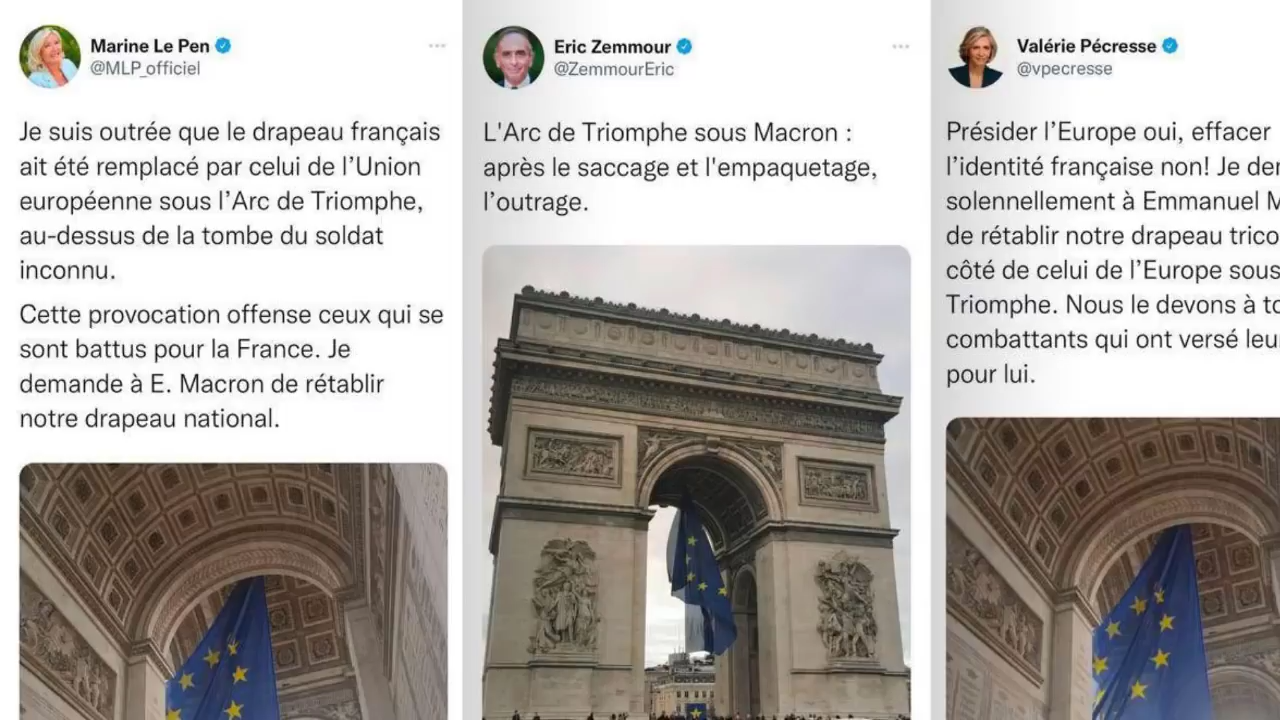 Marine Le Pen
@MLP_officiel
Je suis outrée que le drapeau français
ait été remplacé par celui de l’Union
européenne sous l’Arc de Triomphe,
au-dessus de la tombe du soldat
inconnu.
Cette provocation offense ceux qui se
sont battus pour la France. Je
demande à E. Macron de rétablir
notre drapeau national.
Eric Zemmour
@ZemmourEric
L'Arc de Triomphe sous Macron :
après le saccage et l'empaquetage,
l’outrage.
Valérie Pécresse
@vpecresse
Présider l’Europe oui, effacer
l’identité française non! Je
solennellement à Emmanuel
de rétablir notre drapeau
côté de celui de l’Europe sous
Triomphe. Nous le devons à
combattants qui ont versé
pour lui.